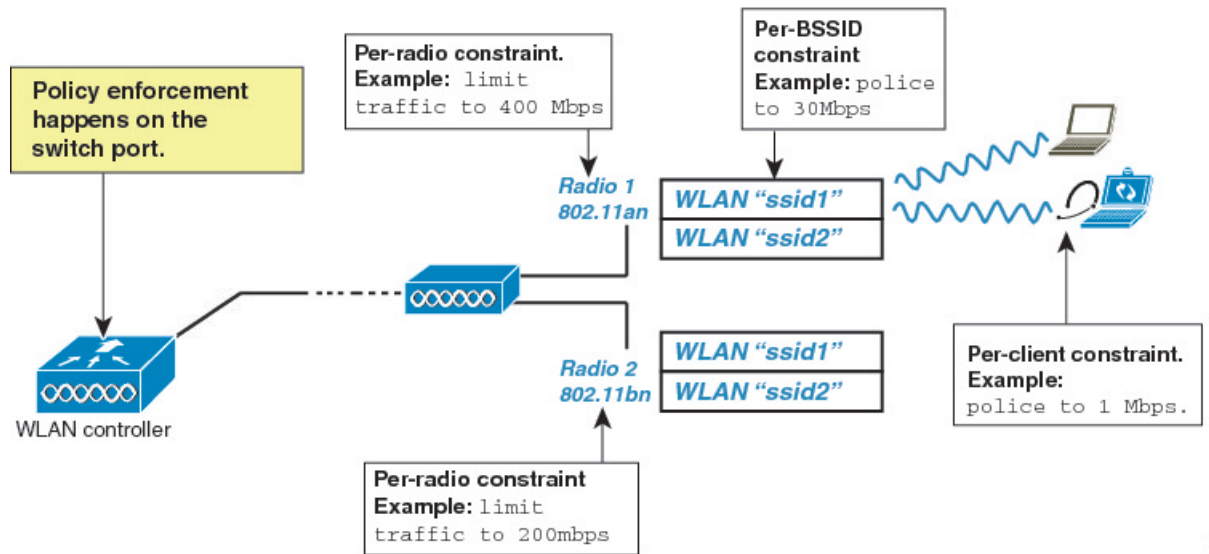 Policy enforcement
happens on the
switch port.
Per-radio constraint.
Example: limit
traffic to 400 Mbps
Per-BSSID
constraint
Example: police
to 30Mbps
Radio 1
802.11an
WLAN “ssid1”
WLAN “ssid2”
WLAN controller
Radio 2
802.11bn
WLAN “ssid1”
WLAN “ssid2”
Per-client constraint.
Example:
police to 1 Mbps.
Per-radio constraint
Example: limit
traffic to 200mbps